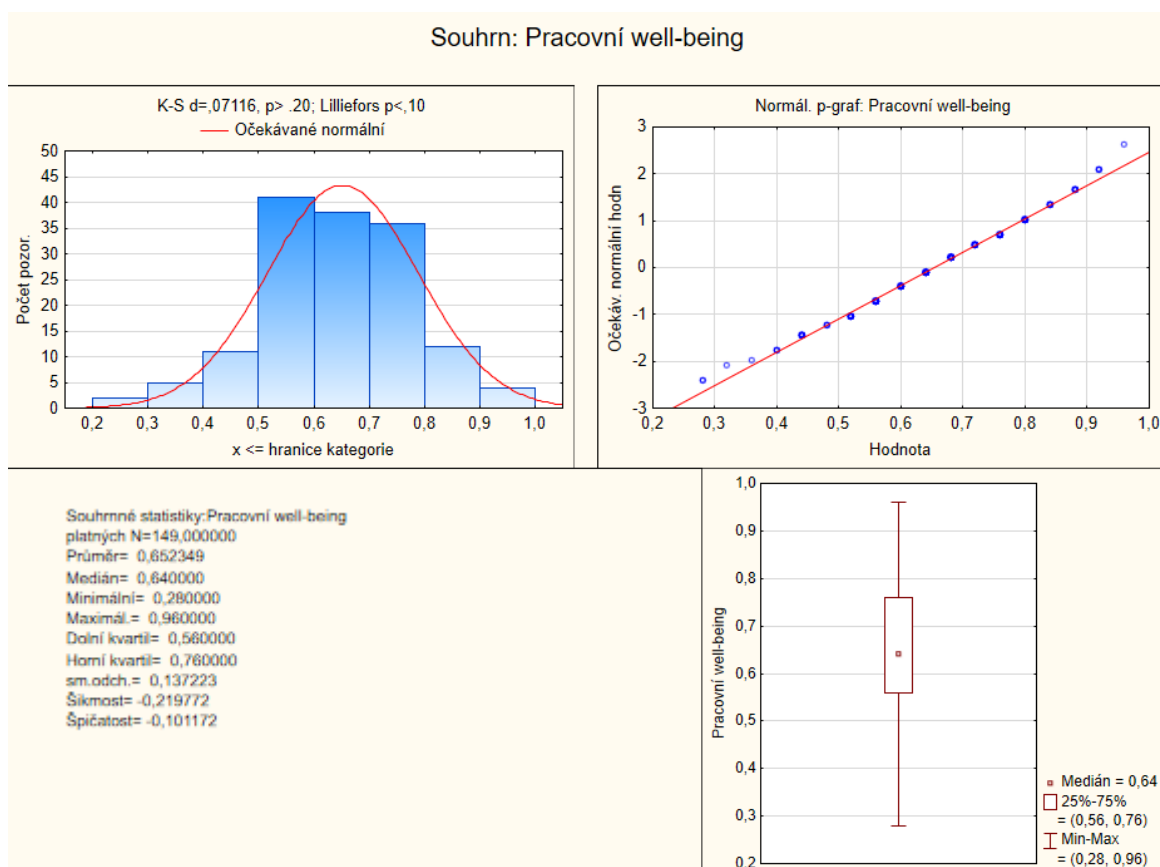 Souhrn: Pracovní well-being
K-S d=,07116, p> .20; Lilliefors p<,10
Očekávané normální
50
45
40
35
30
25
20
15
10
5
0
Počet pozor.
0,2 0,3 0,4 0,5 0,6 0,7 0,8 0,9 1,0
x <= hranice kategorie
Normál. p-graf: Pracovní well-being
3
2
1
0
-1
-2
-3
Očekáv. normální hodn
0,2 0,3 0,4 0,5 0,6 0,7 0,8 0,9 1,0
Hodnota
Souhrnné statistiky:Pracovní well-being
platných N=149,000000
Průměr= 0,652349
Medián= 0,640000
Minimální= 0,280000
Maximál.= 0,960000
Dolní kvartil= 0,560000
Horní kvartil= 0,760000
sm.odch.= 0,137223
Šikmost= -0,219772
Špičatost= -0,101172
1,0
0,9
0,8
0,7
0,6
0,5
0,4
0,3
0,2
Pracovní well-being
Medián = 0,64
25%-75%
= (0,56, 0,76)
Min-Max
= (0,28, 0,96)